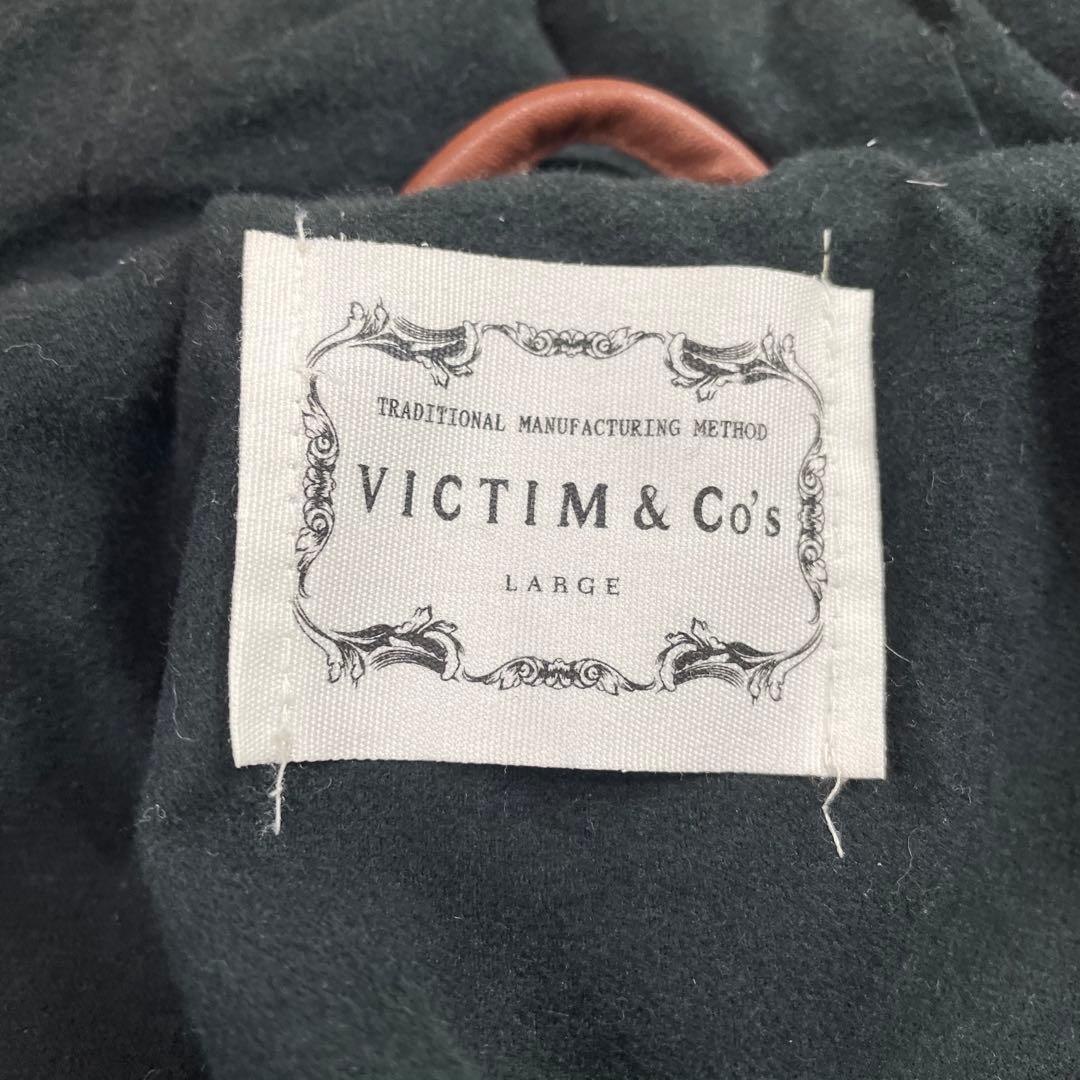 TRADITIONAL MANUFACTURING METHOD
VICTIM & Co's
LARGE